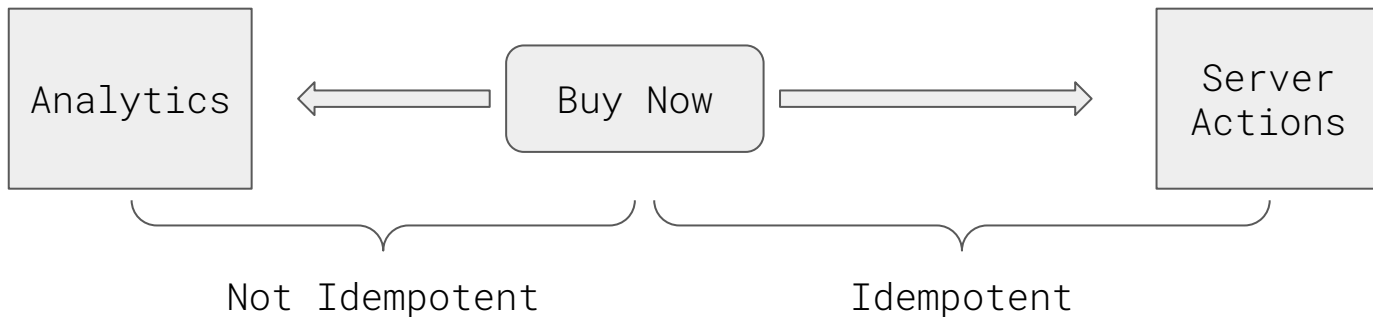 Analytics
Buy Now
Server
Actions
Not Idempotent
Idempotent